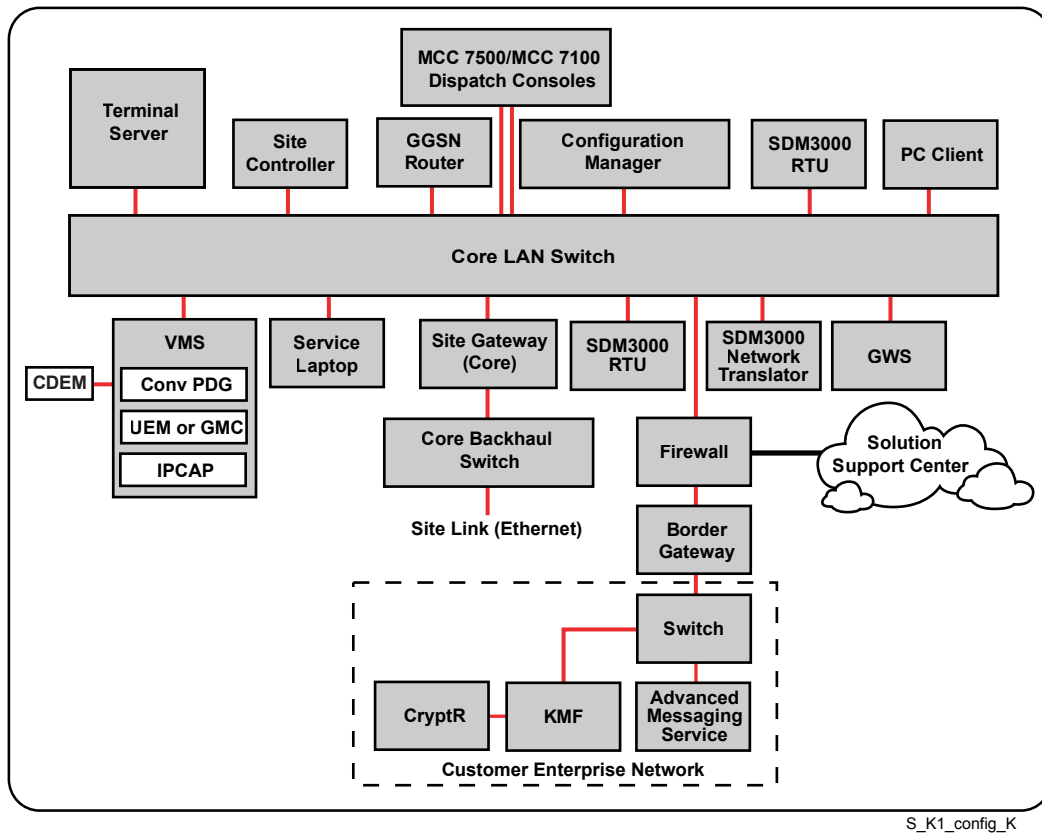 MCC 7500/MCC 7100
Dispatch Consoles
Terminal
Server
Site
Controller
GGSN
Router
Configuration
Manager
SDM3000
RTU
PC Client
Core LAN Switch
VMS
Conv PDG
UEM or GMC
IPCAP
CDEM
Service
Laptop
Site Gateway
(Core)
SDM3000
RTU
SDM3000
Network
Translator
GWS
Core Backhaul
Switch
Firewall
Solution
Support Center
Site Link (Ethernet)
Border
Gateway
Switch
CryptR
KMF
Advanced
Messaging
Service
Customer Enterprise Network
S_K1_config_K